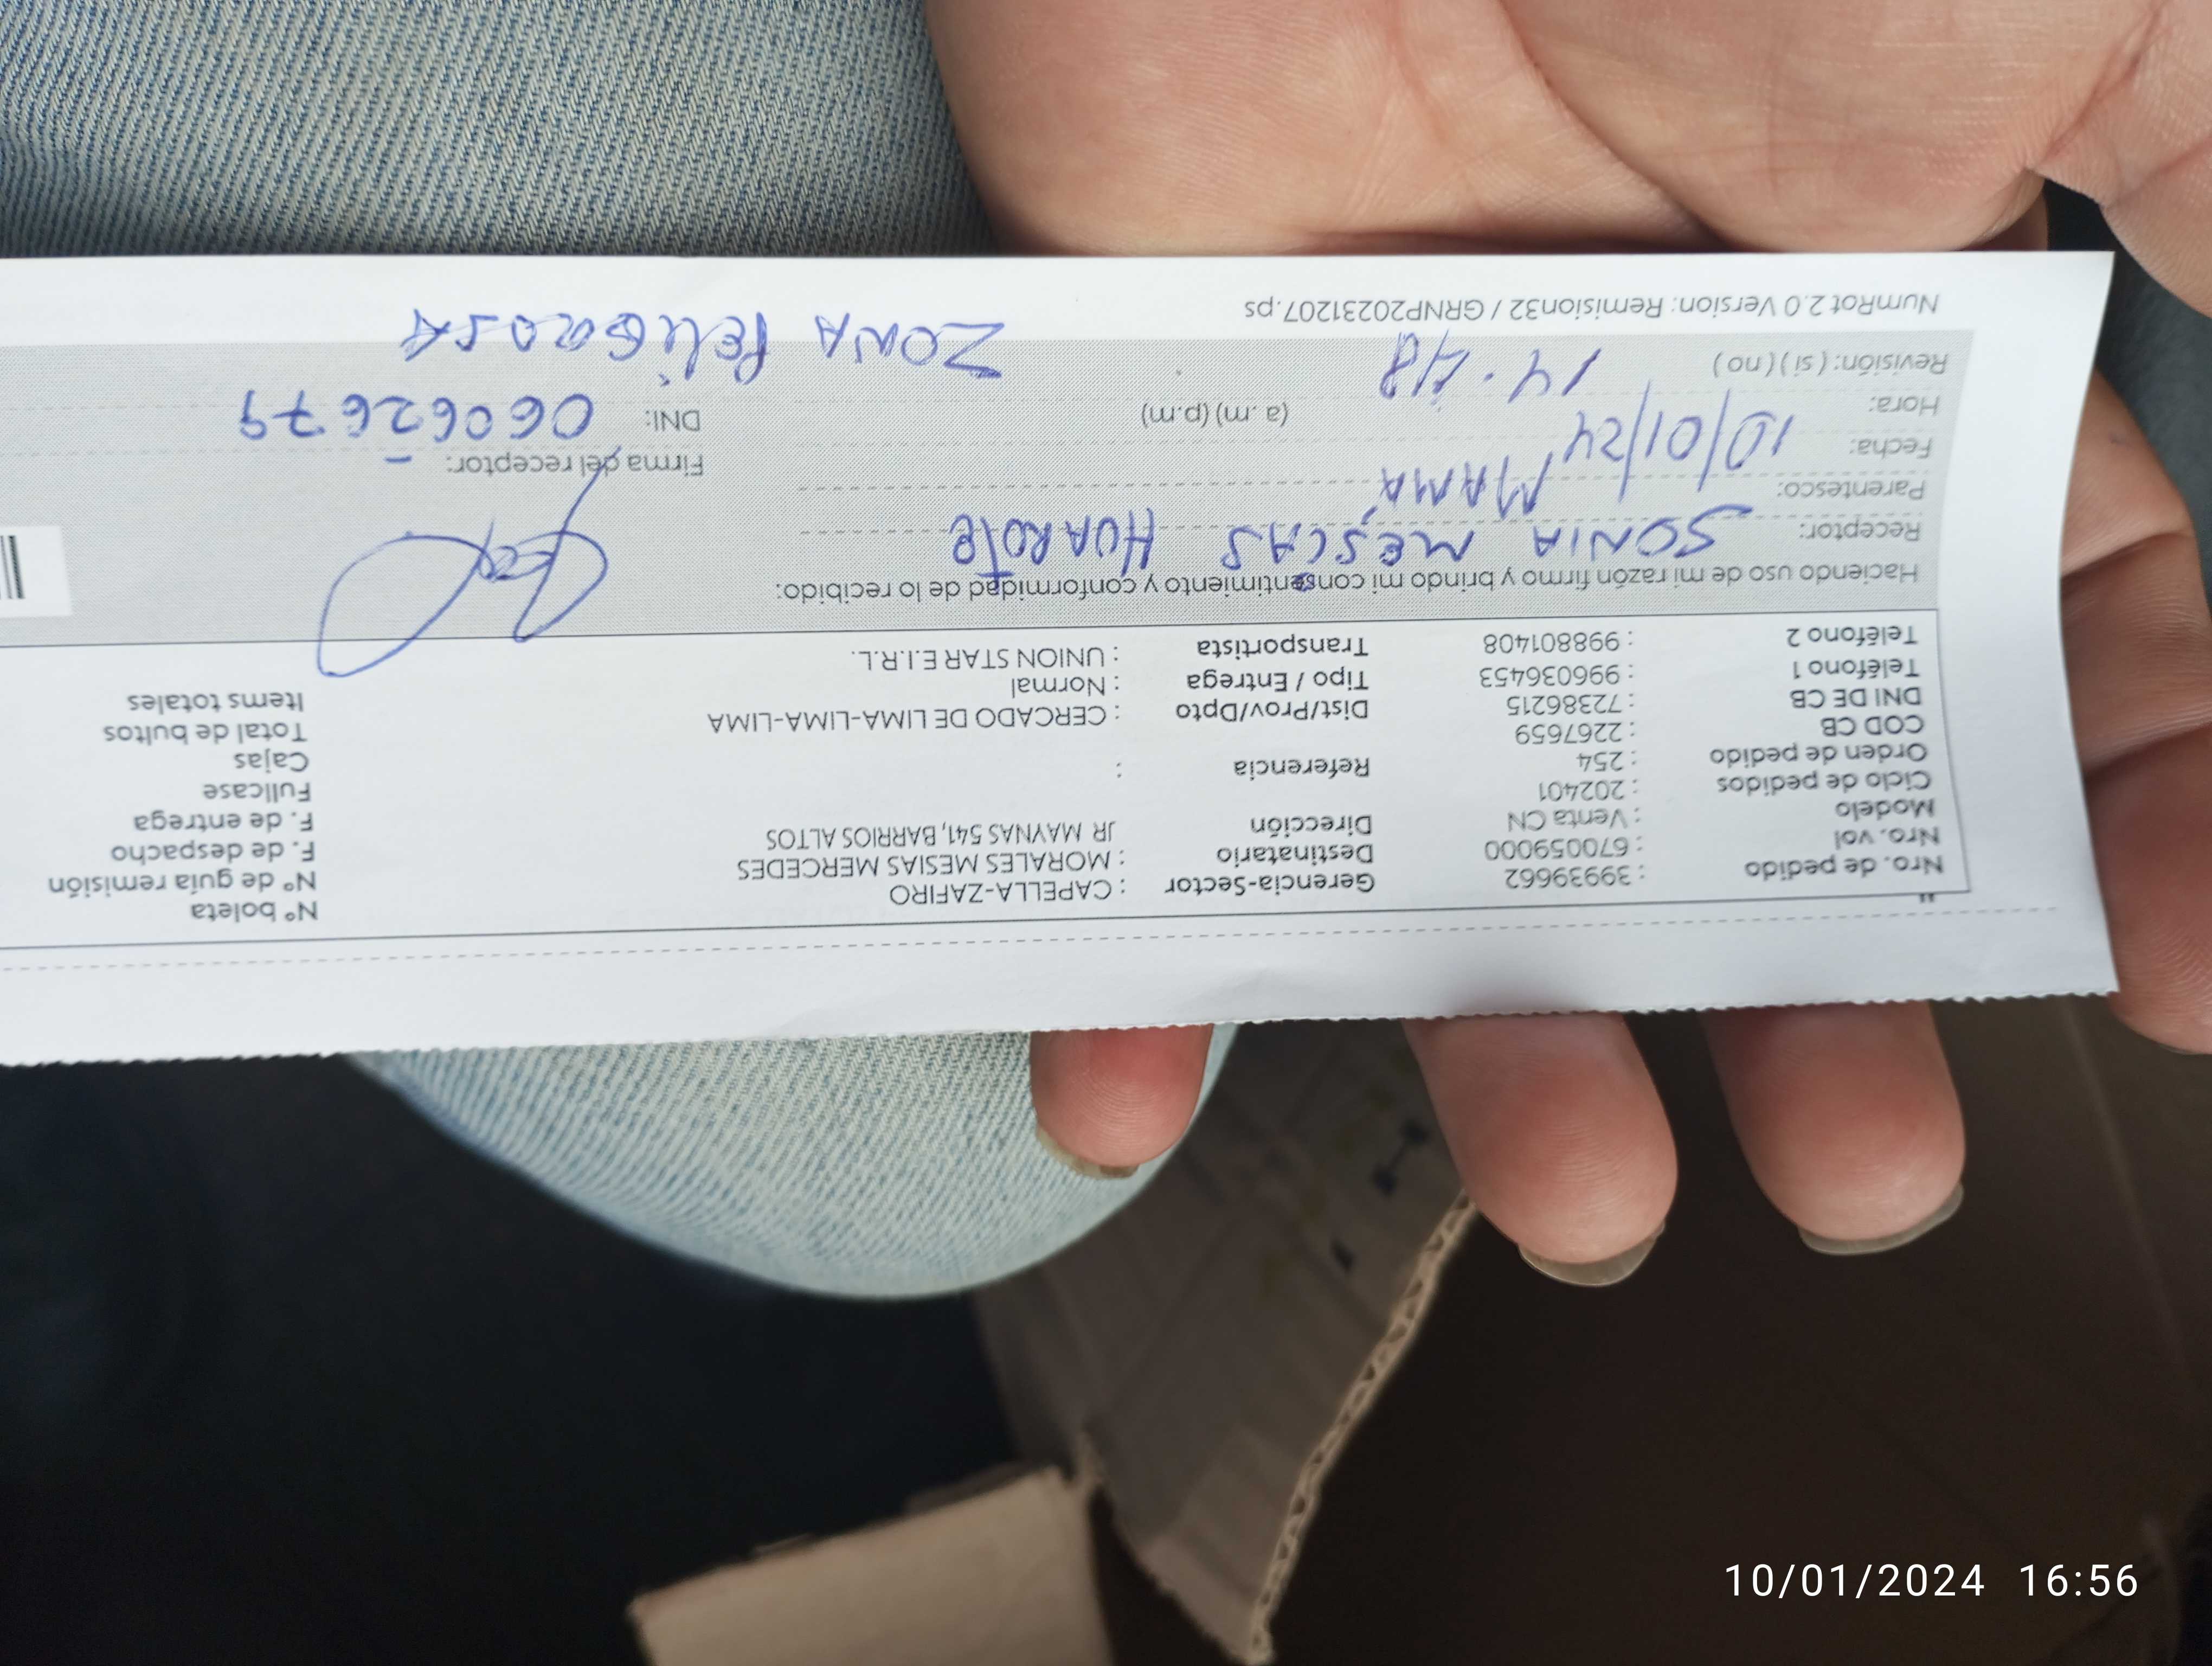 Nro. de pedido : 39939662 Gerencia-Sector : CAPELLA-ZAFIRO Nº boleta
Nro. vol : 670059000 Destinatario : MORALES MESIAS MERCEDES Nº de guía remisión
Modelo : Venta CN Dirección JR MAYNAS 541, BARRIOS ALTOS F. de despacho
Ciclo de pedidos : 202401 F. de entrega
Orden de pedido : 254 Referencia : Fullcase
COD CB : 2267659 Cajas
DNI DE CB : 72386215 Dist/Prov/Dpto : CERCADO DE LIMA-LIMA-LIMA Total de bultos
Teléfono 1 : 996036453 Tipo / Entrega : Normal Items totales
Teléfono 2 : 998801408 Transportista : UNION STAR E.I.R.L.
Haciendo uso de mi razón firmo y brindo mi consentimiento y conformidad de lo recibido:
Receptor: SONIA HUAROTE
Parentesco: MAMA Firma del receptor:
Fecha: 10/01/24
Hora: 14.48 (a .m) (p.m) DNI: 06062679
Revisión: ( si ) ( no ) ZONA PELIGROSA
NumRot 2.0 Version: Remision32 / GRNP20231207.ps
10/01/2024 16:56